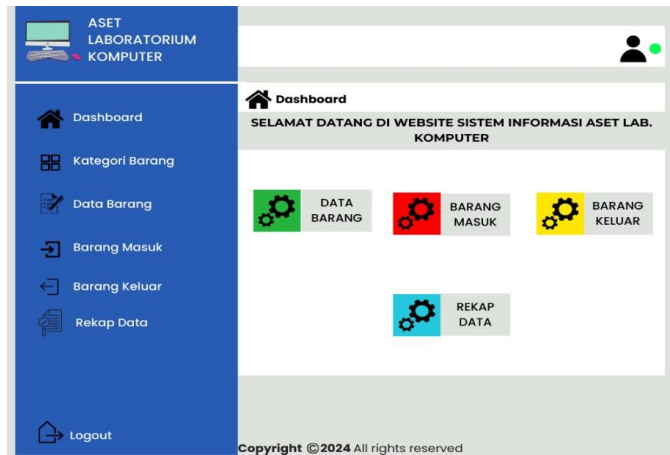 ASET
LABORATORIUM
KOMPUTER
Dashboard
Kategori Barang
Data Barang
Barang Masuk
Barang Keluar
Rekap Data
Logout
Dashboard
SELAMAT DATANG DI WEBSITE SISTEM INFORMASI ASET LAB.
KOMPUTER
DATA
BARANG
BARANG
MASUK
BARANG
KELUAR
REKAP
DATA
Copyright ©2024 All rights reserved